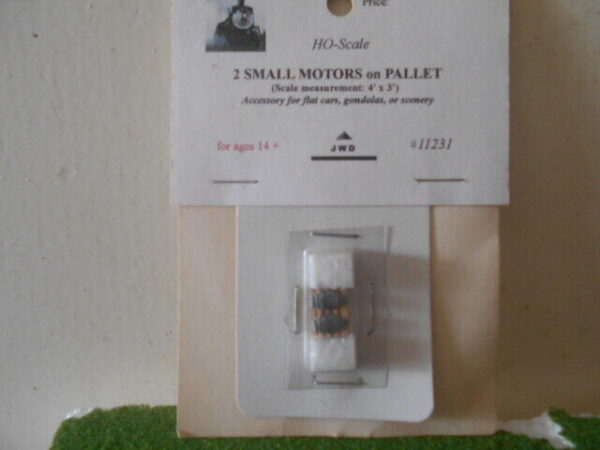 Price:
HO-Scale
2 SMALL MOTORS on PALLET
(Scale measurement: 4' x 3')
Accessory for flat cars, gondolas, or scenery
for ages 14 +
JWD
#11231